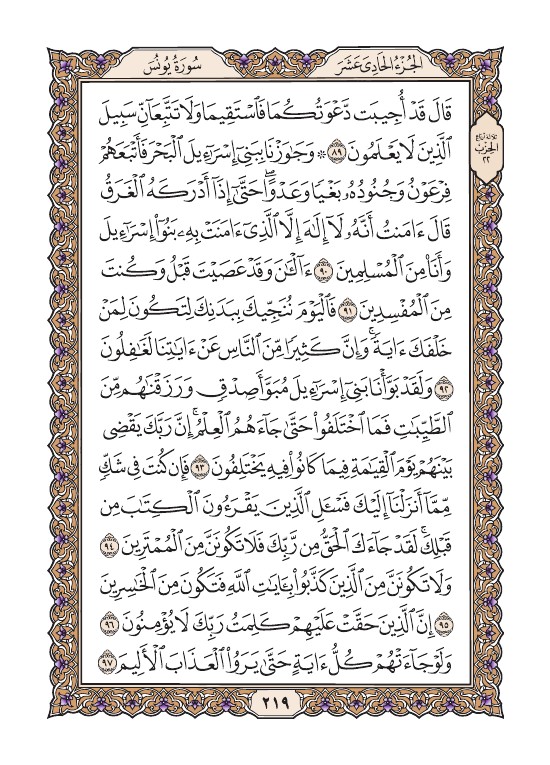 الجُزْءُ الحَادِى عَشَرَ
سُورَةُ يُونُسَ
ثلاثة أرباع
الحزب
٢٢
قَالَ قَدْ أُجِيبَت دَّعْوَتُكُمَا فَٱسْتَقِيمَا وَلَا تَتَّبِعَآنِّ سَبِيلَ
ٱلَّذِينَ لَا يَعْلَمُونَ ٨٩ ۞ وَجَٰوَزْنَا بِبَنِىٓ إِسْرَٰٓءِيلَ ٱلْبَحْرَ فَأَتْبَعَهُمْ
فِرْعَوْنُ وَجُنُودُهُۥ بَغْيًا وَعَدْوًا ۖ حَتَّىٰٓ إِذَآ أَدْرَكَهُ ٱلْغَرَقُ
قَالَ ءَامَنتُ أَنَّهُۥ لَآ إِلَٰهَ إِلَّا ٱلَّذِىٓ ءَامَنَتْ بِهِۦ بَنُوٓا۟ إِسْرَٰٓءِيلَ
وَأَنَا۠ مِنَ ٱلْمُسْلِمِينَ ٩٠ ءَآلْـَٰٔنَ وَقَدْ عَصَيْتَ قَبْلُ وَكُنتَ
مِنَ ٱلْمُفْسِدِينَ ٩١ فَٱلْيَوْمَ نُنَجِّيكَ بِبَدَنِكَ لِتَكُونَ لِمَنْ
خَلْفَكَ ءَايَةً ۚ وَإِنَّ كَثِيرًا مِّنَ ٱلنَّاسِ عَنْ ءَايَٰتِنَا لَغَٰفِلُونَ
٩٢ وَلَقَدْ بَوَّأْنَا بَنِىٓ إِسْرَٰٓءِيلَ مُبَوَّأَ صِدْقٍ وَرَزَقْنَٰهُم مِّنَ
ٱلطَّيِّبَٰتِ فَمَا ٱخْتَلَفُوا۟ حَتَّىٰ جَآءَهُمُ ٱلْعِلْمُ ۚ إِنَّ رَبَّكَ يَقْضِى
بَيْنَهُمْ يَوْمَ ٱلْقِيَٰمَةِ فِيمَا كَانُوا۟ فِيهِ يَخْتَلِفُونَ ٩٣ فَإِن كُنتَ فِى شَكٍّ
مِّمَّآ أَنزَلْنَآ إِلَيْكَ فَسْـَٔلِ ٱلَّذِينَ يَقْرَءُونَ ٱلْكِتَٰبَ مِن
قَبْلِكَ ۚ لَقَدْ جَآءَكَ ٱلْحَقُّ مِن رَّبِّكَ فَلَا تَكُونَنَّ مِنَ ٱلْمُمْتَرِينَ ٩٤
وَلَا تَكُونَنَّ مِنَ ٱلَّذِينَ كَذَّبُوا۟ بِـَٔايَٰتِ ٱللَّهِ فَتَكُونَ مِنَ ٱلْخَٰسِرِينَ
٩٥ إِنَّ ٱلَّذِينَ حَقَّتْ عَلَيْهِمْ كَلِمَتُ رَبِّكَ لَا يُؤْمِنُونَ ٩٦
وَلَوْ جَآءَتْهُمْ كُلُّ ءَايَةٍ حَتَّىٰ يَرَوُا۟ ٱلْعَذَابَ ٱلْأَلِيمَ ٩٧
٢١٩